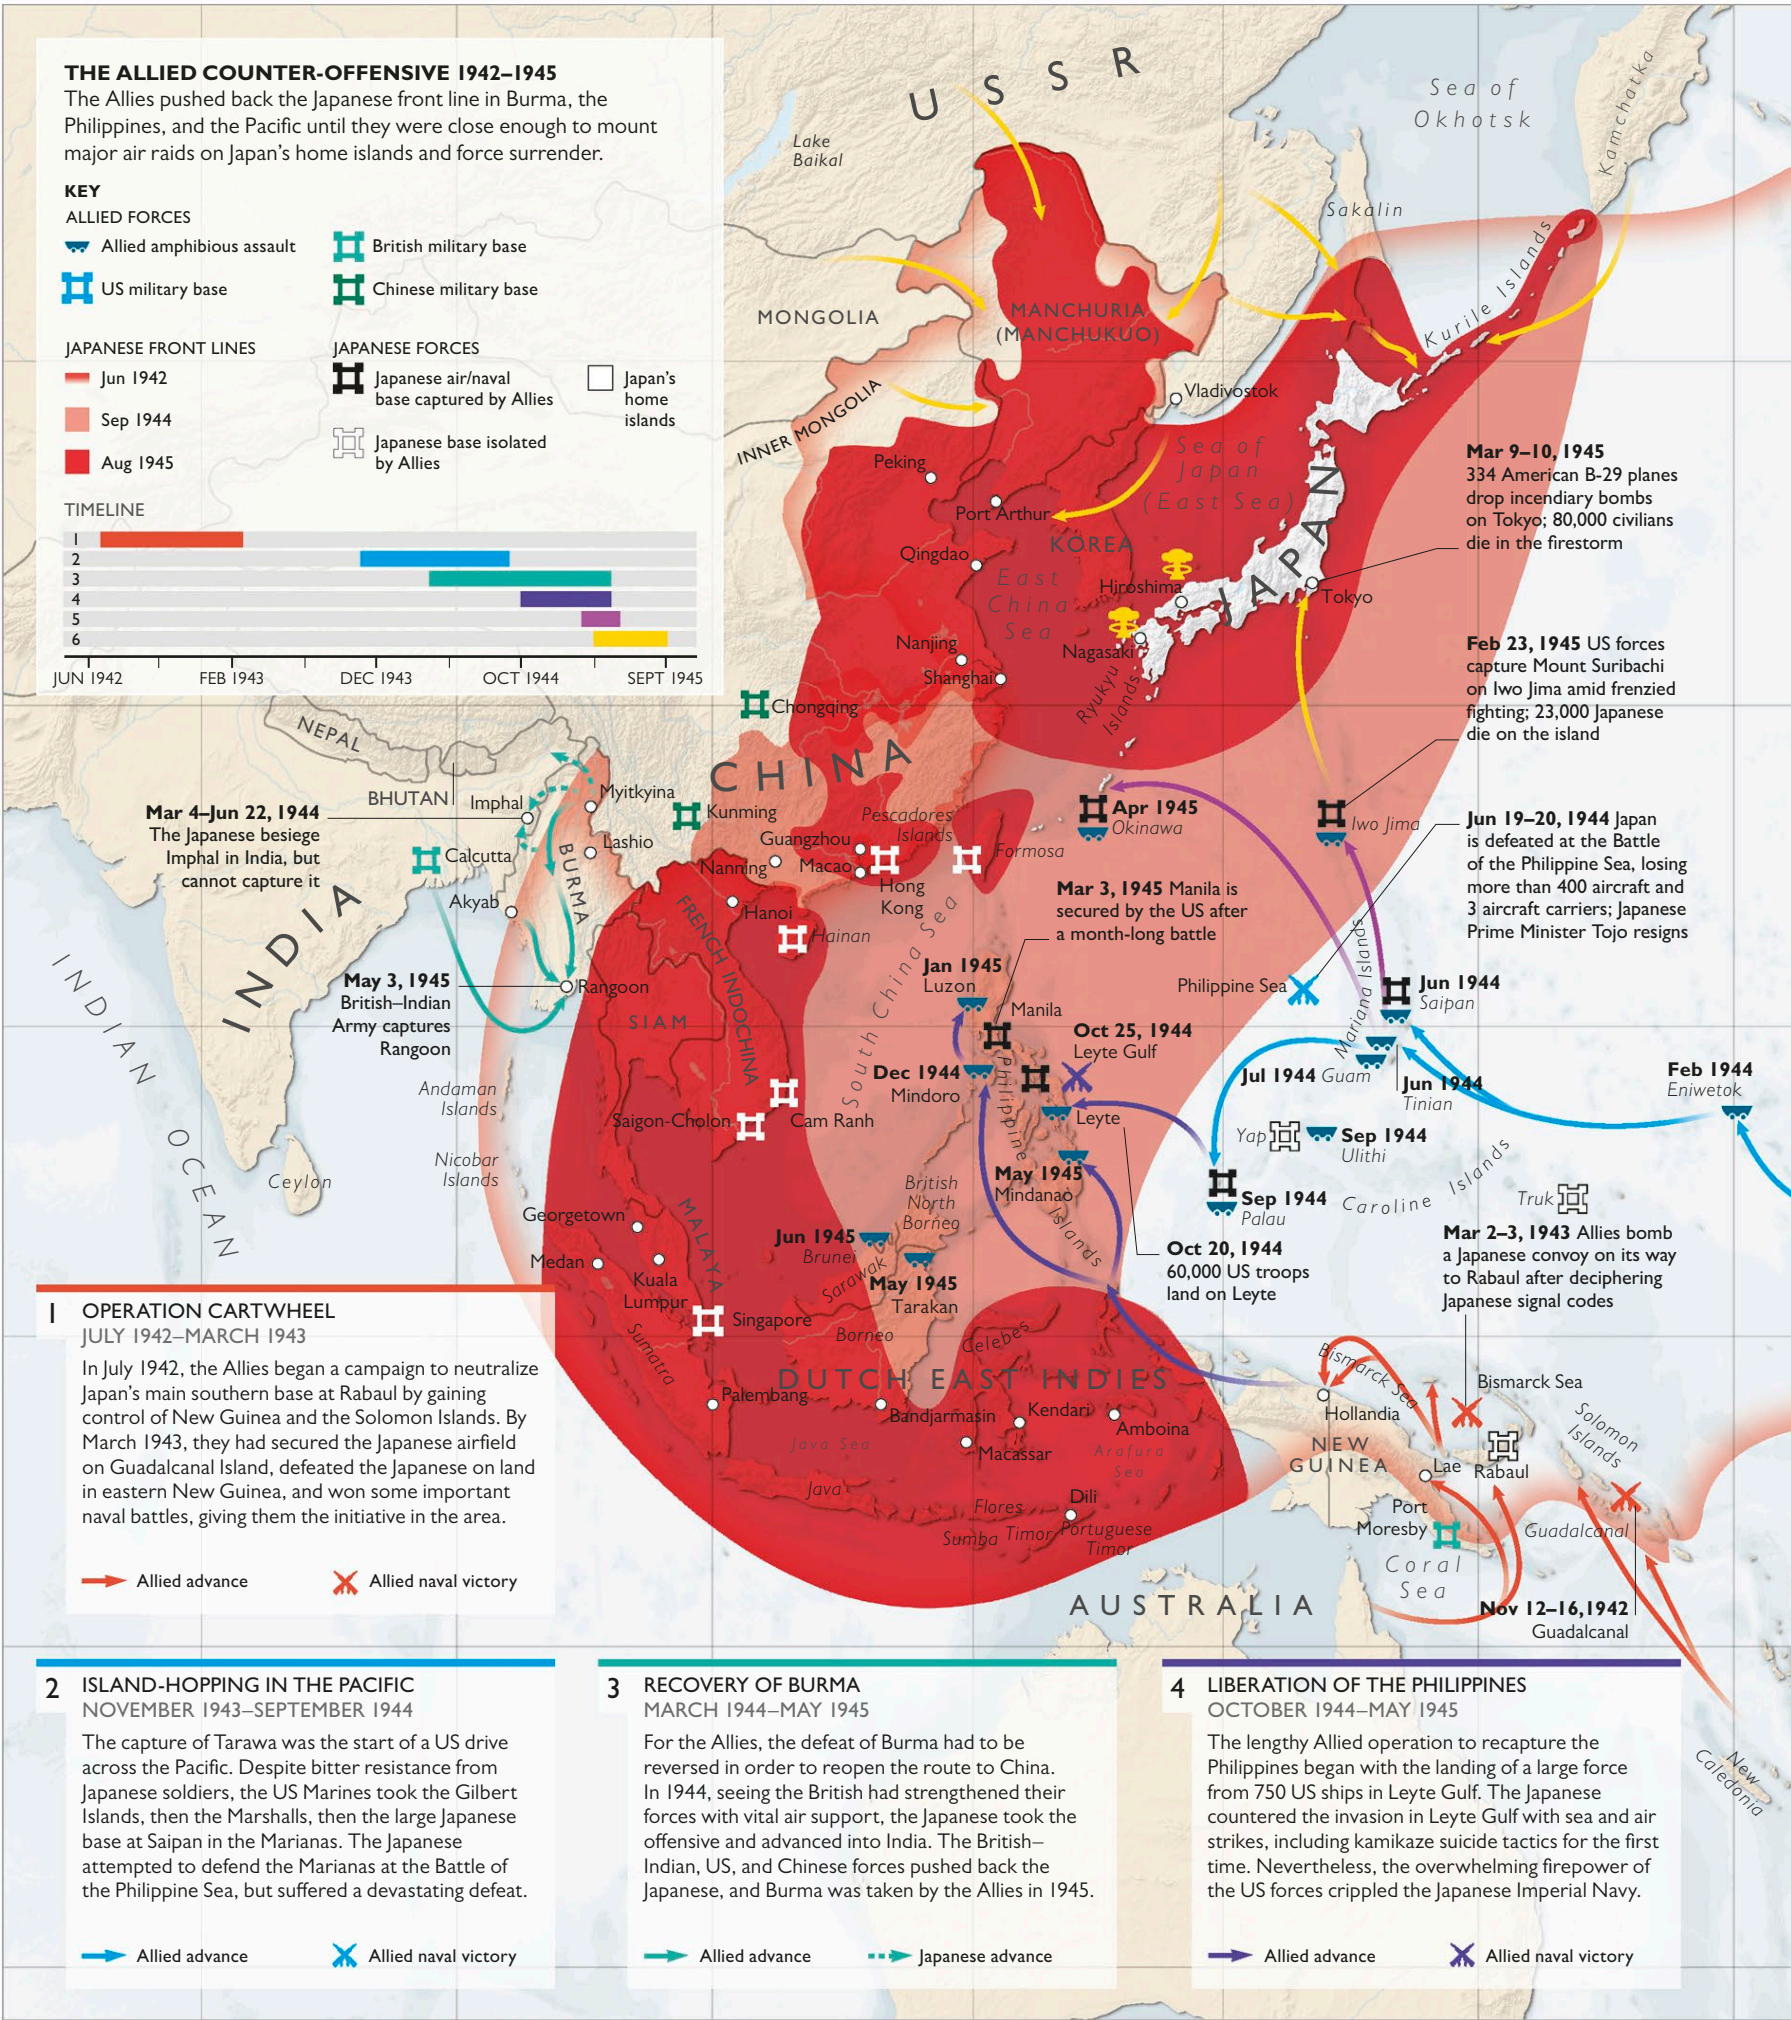 THE ALLIED COUNTER-OFFENSIVE 1942–1945
The Allies pushed back the Japanese front line in Burma, the
Philippines, and the Pacific until they were close enough to mount
major air raids on Japan's home islands and force surrender.
KEY
ALLIED FORCES
Allied amphibious assault
British military base
US military base
Chinese military base
JAPANESE FRONT LINES
Jun 1942
Sep 1944
Aug 1945
JAPANESE FORCES
Japanese air/naval
base captured by Allies
Japanese base isolated
by Allies
Japan's
home
islands
TIMELINE
1
2
3
4
5
6
JUN 1942
FEB 1943
DEC 1943
OCT 1944
SEPT 1945
USSR
Lake
Baikal
Sea of
Okhotsk
Kamchatka
Sakalin
Kurile Islands
MONGOLIA
MANCHURIA
(MANCHUKUO)
INNER MONGOLIA
Vladivostok
Sea of
Japan
(East Sea)
Peking
Port Arthur
KOREA
Qingdao
East
China
Sea
Hiroshima
JAPAN
Tokyo
Nanjing
Nagasaki
Shanghai
Ryukyu
Islands
Mar 9–10, 1945
334 American B-29 planes
drop incendiary bombs
on Tokyo; 80,000 civilians
die in the firestorm
Feb 23, 1945 US forces
capture Mount Suribachi
on Iwo Jima amid frenzied
fighting; 23,000 Japanese
die on the island
Chongqing
NEPAL
CHINA
BHUTAN
Imphal
Myitkyina
Kunming
Pescadores
Islands
Apr 1945
Okinawa
Iwo Jima
Jun 19–20, 1944 Japan
is defeated at the Battle
of the Philippine Sea, losing
more than 400 aircraft and
3 aircraft carriers; Japanese
Prime Minister Tojo resigns
Mar 4–Jun 22, 1944
The Japanese besiege
Imphal in India, but
cannot capture it
Calcutta
Lashio
BURMA
Guangzhou
Nanning
Macao
Hong
Kong
Formosa
Akyab
INDIA
Hanoi
Hainan
FRENCH INDOCHINA
South China Sea
Mar 3, 1945 Manila is
secured by the US after
a month-long battle
INDIAN OCEAN
May 3, 1945
British–Indian
Army captures
Rangoon
Rangoon
SIAM
Jan 1945
Luzon
Manila
Philippine Sea
Mariana Islands
Jun 1944
Saipan
Oct 25, 1944
Leyte Gulf
Dec 1944
Mindoro
Philippine Islands
Jul 1944 Guam
Jun 1944
Tinian
Feb 1944
Eniwetok
Andaman
Islands
Saigon-Cholon
Cam Ranh
Leyte
Yap
Sep 1944
Ulithi
Nicobar
Islands
Ceylon
British
North
Borneo
May 1945
Mindanao
Sep 1944
Palau
Caroline Islands
Truk
Georgetown
MALAYA
Medan
Kuala
Lumpur
Jun 1945
Brunei
Sarawak
May 1945
Tarakan
Oct 20, 1944
60,000 US troops
land on Leyte
Mar 2–3, 1943 Allies bomb
a Japanese convoy on its way
to Rabaul after deciphering
Japanese signal codes
Singapore
Sumatra
Borneo
Celebes
DUTCH EAST INDIES
Palembang
Bandjarmasin
Kendari
Amboina
Macassar
Java Sea
Arafura
Sea
Java
Flores
Dili
Sumba
Timor
Portuguese
Timor
Bismarck Sea
Bismarck Sea
Hollandia
Solomon
Islands
NEW
GUINEA
Lae
Rabaul
Port
Moresby
Guadalcanal
Coral
Sea
AUSTRALIA
Nov 12–16,1942
Guadalcanal
New
Caledonia
1 OPERATION CARTWHEEL
JULY 1942–MARCH 1943
In July 1942, the Allies began a campaign to neutralize
Japan's main southern base at Rabaul by gaining
control of New Guinea and the Solomon Islands. By
March 1943, they had secured the Japanese airfield
on Guadalcanal Island, defeated the Japanese on land
in eastern New Guinea, and won some important
naval battles, giving them the initiative in the area.
Allied advance
Allied naval victory
2 ISLAND-HOPPING IN THE PACIFIC
NOVEMBER 1943–SEPTEMBER 1944
The capture of Tarawa was the start of a US drive
across the Pacific. Despite bitter resistance from
Japanese soldiers, the US Marines took the Gilbert
Islands, then the Marshalls, then the large Japanese
base at Saipan in the Marianas. The Japanese
attempted to defend the Marianas at the Battle of
the Philippine Sea, but suffered a devastating defeat.
Allied advance
Allied naval victory
3 RECOVERY OF BURMA
MARCH 1944–MAY 1945
For the Allies, the defeat of Burma had to be
reversed in order to reopen the route to China.
In 1944, seeing the British had strengthened their
forces with vital air support, the Japanese took the
offensive and advanced into India. The British–
Indian, US, and Chinese forces pushed back the
Japanese, and Burma was taken by the Allies in 1945.
Allied advance
Japanese advance
4 LIBERATION OF THE PHILIPPINES
OCTOBER 1944–MAY 1945
The lengthy Allied operation to recapture the
Philippines began with the landing of a large force
from 750 US ships in Leyte Gulf. The Japanese
countered the invasion in Leyte Gulf with sea and air
strikes, including kamikaze suicide tactics for the first
time. Nevertheless, the overwhelming firepower of
the US forces crippled the Japanese Imperial Navy.
Allied advance
Allied naval victory